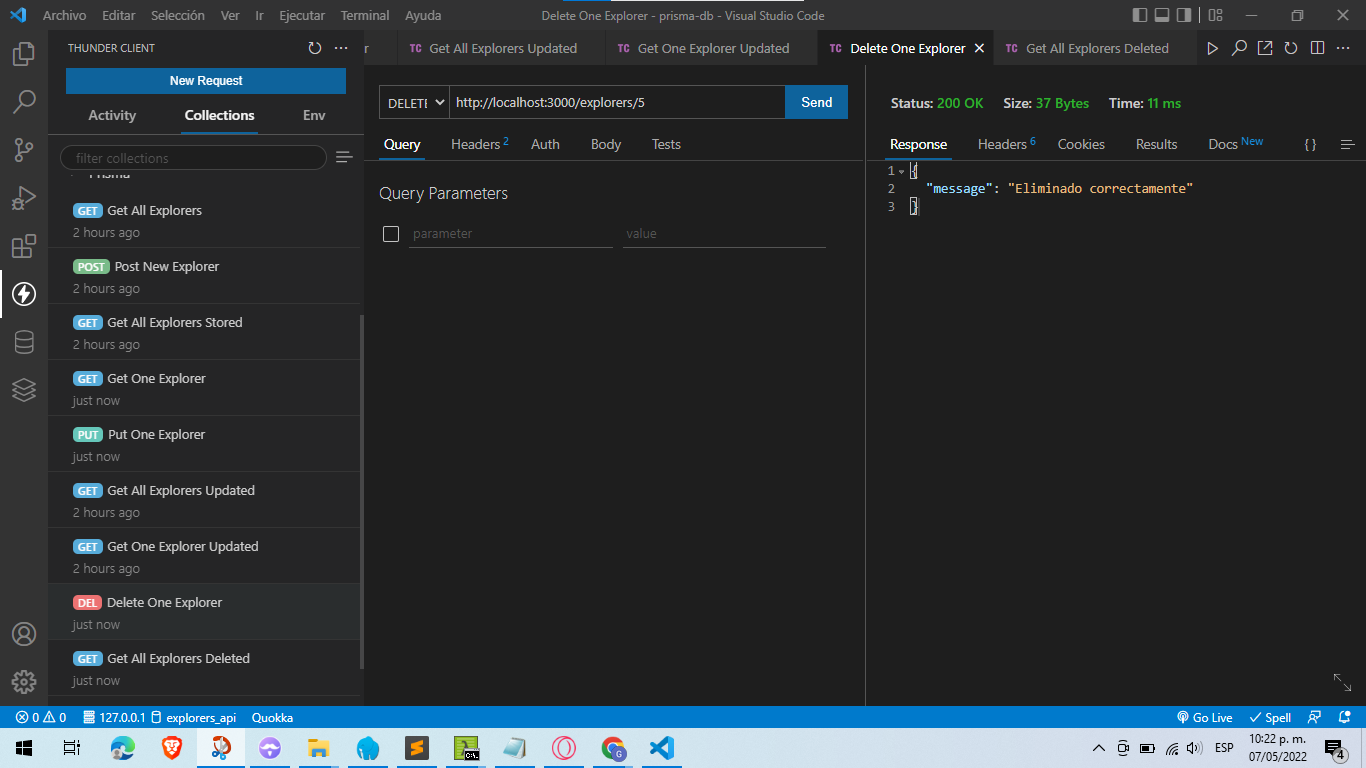 Archivo Editar Selección Ver Ir Ejecutar Terminal Ayuda
Delete One Explorer - prisma-db - Visual Studio Code
THUNDER CLIENT
New Request
Activity Collections Env
filter collections
Prisma
GET Get All Explorers
2 hours ago
POST Post New Explorer
2 hours ago
GET Get All Explorers Stored
2 hours ago
GET Get One Explorer
just now
PUT Put One Explorer
just now
GET Get All Explorers Updated
2 hours ago
GET Get One Explorer Updated
2 hours ago
DEL Delete One Explorer
just now
GET Get All Explorers Deleted
just now
r TC Get All Explorers Updated TC Get One Explorer Updated TC Delete One Explorer TC Get All Explorers Deleted
DELETE http://localhost:3000/explorers/5 Send
Query Headers 2 Auth Body Tests
Query Parameters
parameter value
Status: 200 OK Size: 37 Bytes Time: 11 ms
Response Headers 6 Cookies Results Docs New { }
1 {
2 "message": "Eliminado correctamente"
3 }
0 0 127.0.0.1 explorers_api Quokka
Go Live Spell
ESP
10:22 p. m.
07/05/2022
4